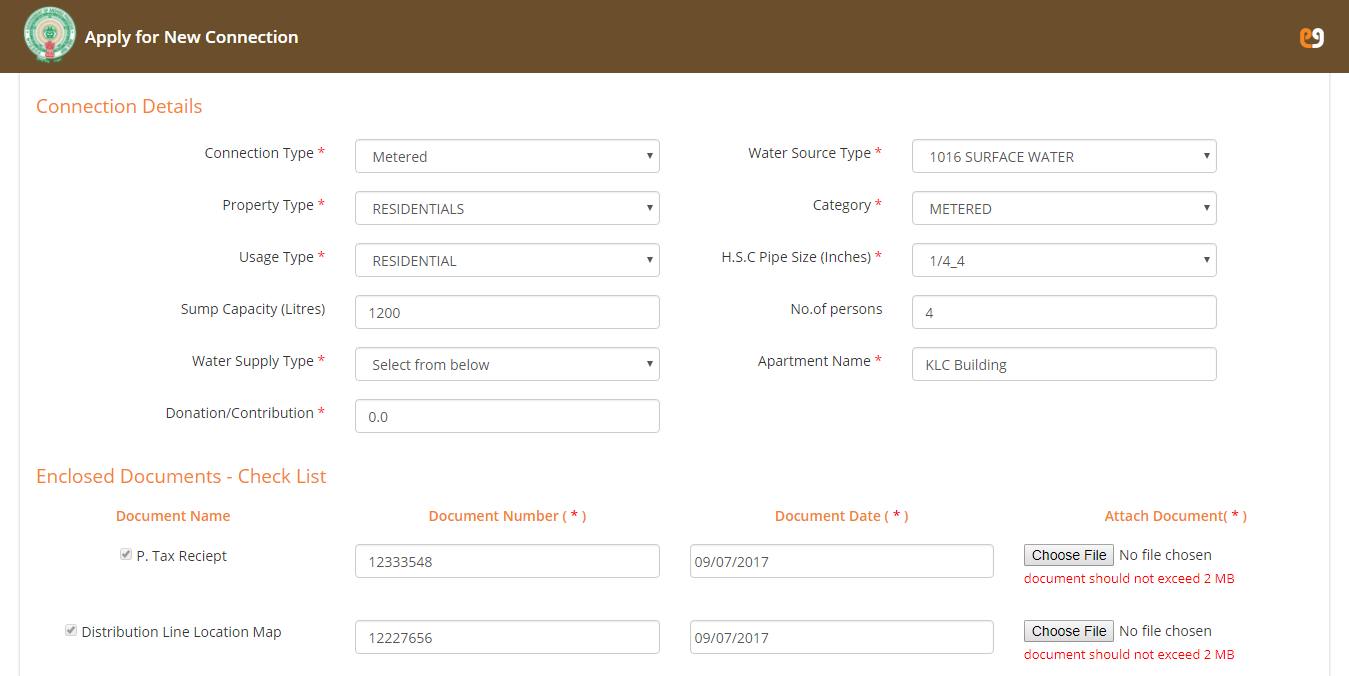 Apply for New Connection
eg
Connection Details
Connection Type * Metered Water Source Type * 1016 SURFACE WATER
Property Type * RESIDENTIALS Category * METERED
Usage Type * RESIDENTIAL H.S.C Pipe Size (Inches) * 1/4_4
Sump Capacity (Litres) 1200 No.of persons 4
Water Supply Type * Select from below Apartment Name * KLC Building
Donation/Contribution * 0.0
Enclosed Documents - Check List
Document Name Document Number ( * ) Document Date ( * ) Attach Document( * )
P. Tax Reciept 12333548 09/07/2017 Choose File No file chosen
document should not exceed 2 MB
Distribution Line Location Map 12227656 09/07/2017 Choose File No file chosen
document should not exceed 2 MB